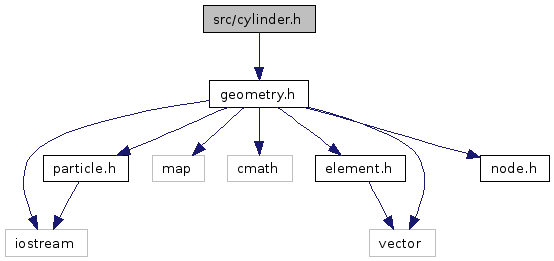 src/cylinder.h
geometry.h
particle.h
map
cmath
element.h
node.h
iostream
vector